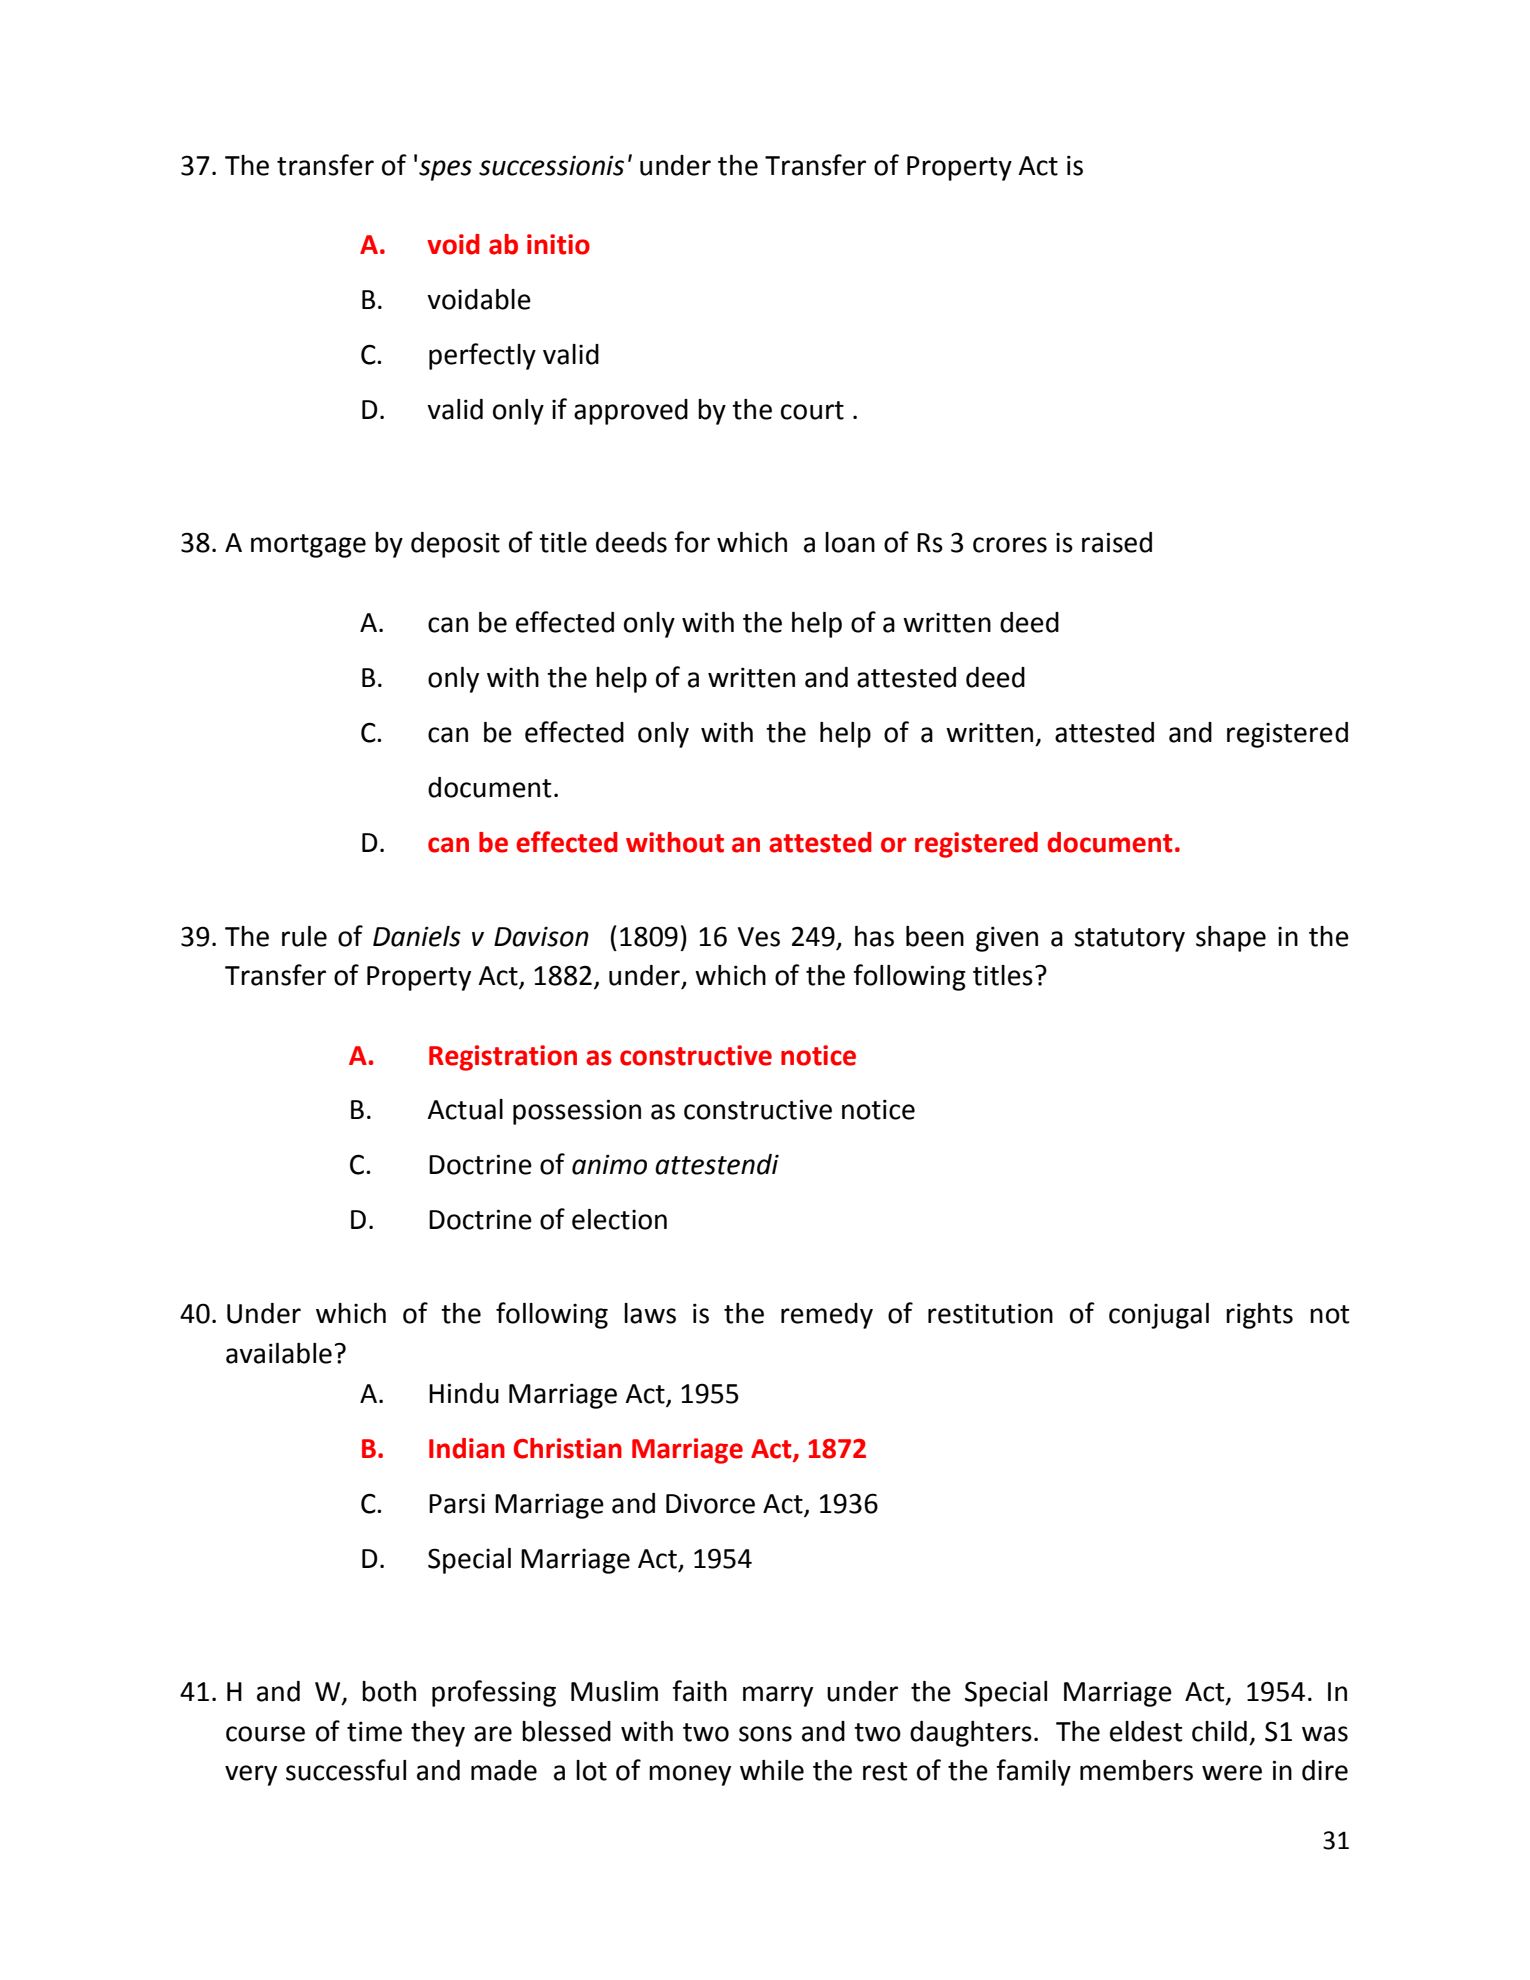 37. The transfer of 'spes successionis' under the Transfer of Property Act is
A. void ab initio
B. voidable
C. perfectly valid
D. valid only if approved by the court .
38. A mortgage by deposit of title deeds for which  a loan of Rs 3 crores is raised
A. can be effected only with the help of a written deed
B. only with the help of a written and attested deed
C. can be effected only with the help of a written, attested and registered
document.
D. can be effected without an attested or registered document.
39. The rule of Daniels v Davison  (1809) 16 Ves 249, has been given a statutory shape in the
Transfer of Property Act, 1882, under, which of the following titles?
A. Registration as constructive notice
B. Actual possession as constructive notice
C. Doctrine of animo attestendi
D. Doctrine of election
40. Under which of the following laws is the remedy of restitution of conjugal rights not
available?
A. Hindu Marriage Act, 1955
B. Indian Christian Marriage Act, 1872
C. Parsi Marriage and Divorce Act, 1936
D. Special Marriage Act, 1954
41. H and W, both professing Muslim faith marry under the Special Marriage Act, 1954. In
course of time they are blessed with two sons and two daughters.  The eldest child, S1 was
very successful and made  a lot of money while the rest of the family members were in dire
31